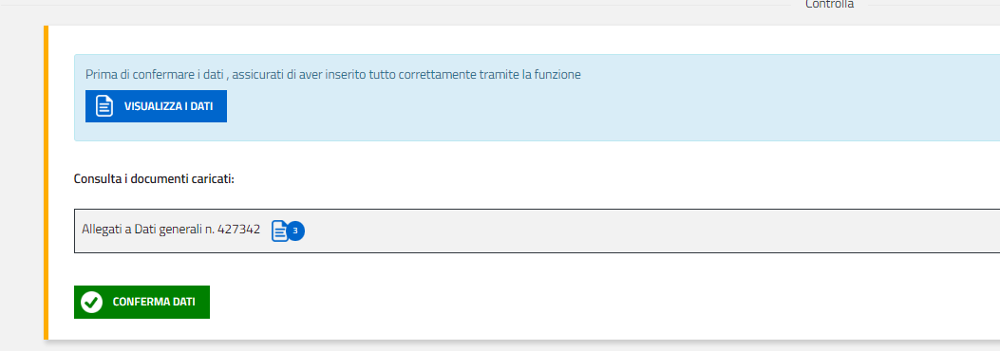 Controlla
Prima di confermare i dati , assicurati di aver inserito tutto correttamente tramite la funzione
VISUALIZZA I DATI
Consulta i documenti caricati:
Allegati a Dati generali n. 427342 3
CONFERMA DATI